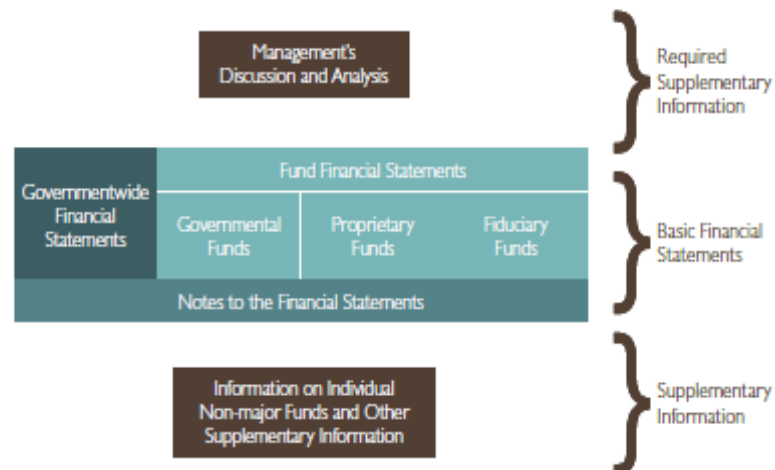 Management's
Discussion and Analysis
Required
Supplementary
Information
Governmentwide
Financial
Statements
Fund Financial Statements
Governmental
Funds
Proprietary
Funds
Fiduciary
Funds
Notes to the Financial Statements
Basic Financial
Statements
Information on Individual
Non-major Funds and Other
Supplementary Information
Supplementary
Information